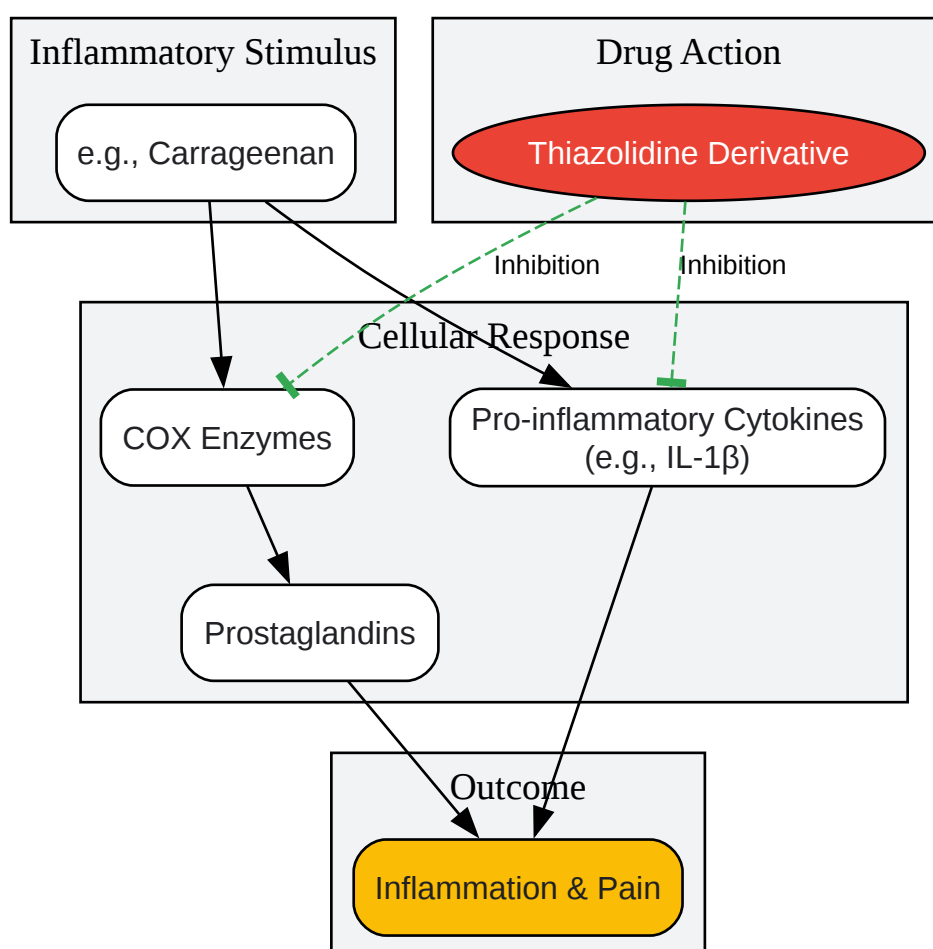 Inflammatory Stimulus
Drug Action
e.g., Carrageenan
Thiazolidine Derivative
Inhibition
Inhibition
Cellular Response
COX Enzymes
Pro-inflammatory Cytokines
(e.g., IL-1β)
Prostaglandins
Outcome
Inflammation & Pain